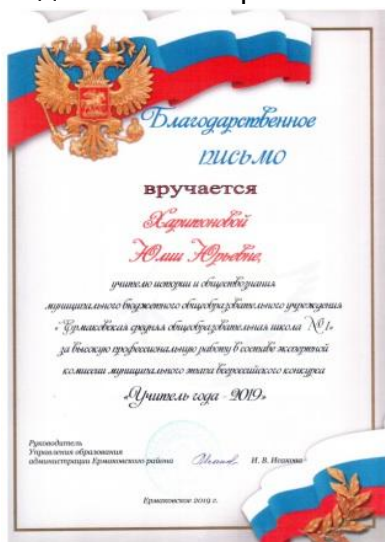 Благодарственное
письмо
вручается
Харитоновой
Юлии Юрьевне,
учителю истории и обществознания
муниципального бюджетного общеобразовательного учреждения
«Ермаковская средняя общеобразовательная школа №1»
за высокую профессиональную работу в составе экспертной
комиссии муниципального этапа всероссийского конкурса
«Учитель года - 2019»
Руководитель
Управления образования
администрации Ермаковского района
И. В. Исакова
Ермаковское 2019 г.